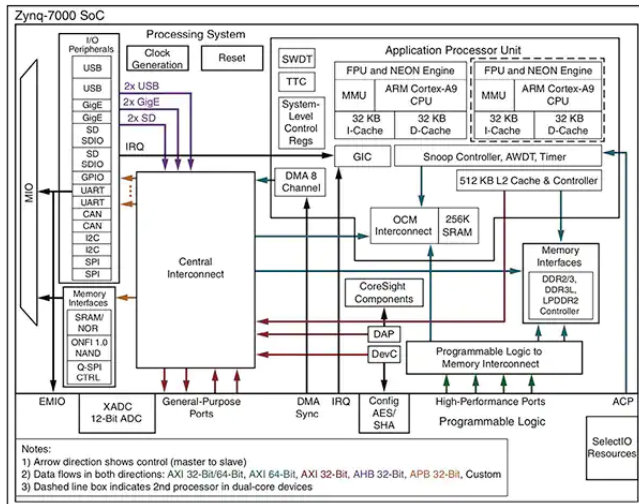 Zynq-7000 SoC
I/O
Peripherals
USB
USB
GigE
GigE
SD
SDIO
SD
SDIO
GPIO
UART
UART
CAN
CAN
I2C
I2C
SPI
SPI
MIO
Memory
Interfaces
SRAM/
NOR
ONFI 1.0
NAND
Q-SPI
CTRL
Processing System
Clock
Generation
Reset
2x USB
2x GigE
2x SD
IRQ
Central
Interconnect
SWDT
TTC
System-
Level
Control
Regs
DMA 8
Channel
Application Processor Unit
FPU and NEON Engine
MMU
ARM Cortex-A9
CPU
32 KB
I-Cache
32 KB
D-Cache
FPU and NEON Engine
MMU
ARM Cortex-A9
CPU
32 KB
I-Cache
32 KB
D-Cache
GIC
Snoop Controller, AWDT, Timer
512 KB L2 Cache & Controller
OCM
Interconnect
256K
SRAM
Memory
Interfaces
DDR2/3,
DDR3L,
LPDDR2
Controller
CoreSight
Components
DAP
DevC
Programmable Logic to
Memory Interconnect
EMIO
XADC
12-Bit ADC
General-Purpose
Ports
DMA
Sync
IRQ
Config
AES/
SHA
High-Performance Ports
ACP
Programmable Logic
SelectIO
Resources
Notes:
1) Arrow direction shows control (master to slave)
2) Data flows in both directions: AXI 32-Bit/64-Bit, AXI 64-Bit, AXI 32-Bit, AHB 32-Bit, APB 32-Bit, Custom
3) Dashed line box indicates 2nd processor in dual-core devices